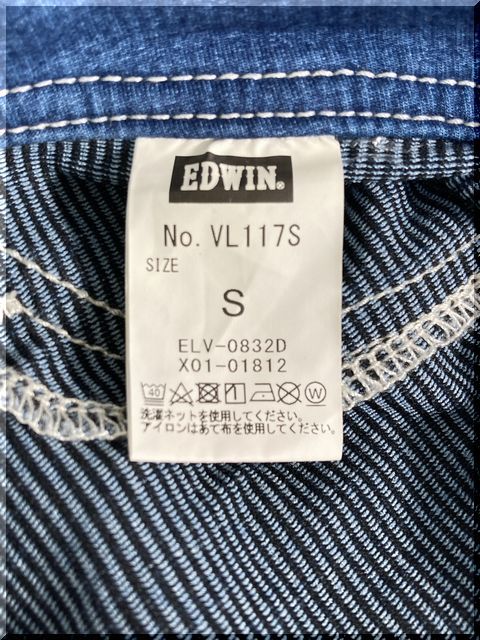 EDWIN®
No. VL117S
SIZE
S
ELV-0832D
X01-01812
40 W
洗濯ネットを使用してください。
アイロンはあて布を使用してください。